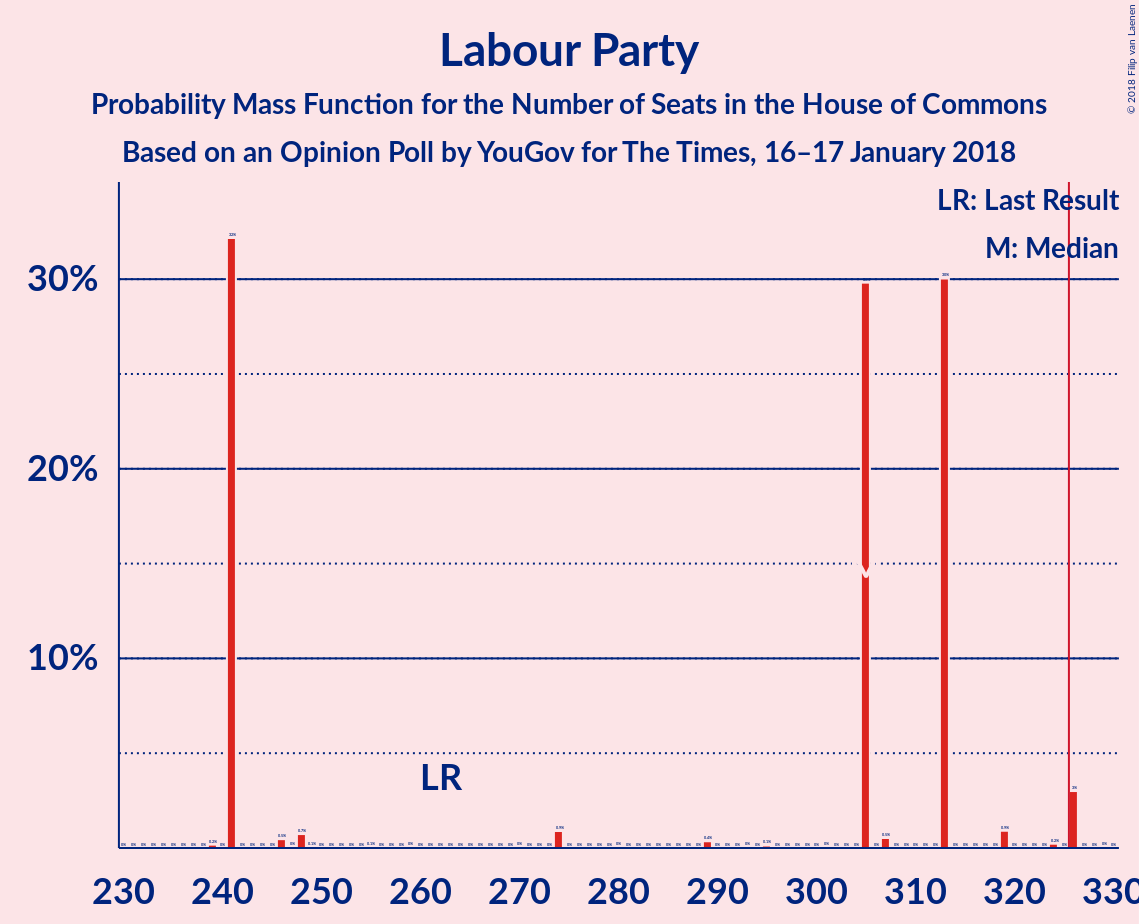 Labour Party
Probability Mass Function for the Number of Seats in the House of Commons
Based on an Opinion Poll by YouGov for The Times, 16–17 January 2018
© 2018 Filip van Laenen
LR: Last Result
M: Median
30%
20%
10%
LR
M
230 240 250 260 270 280 290 300 310 320 330